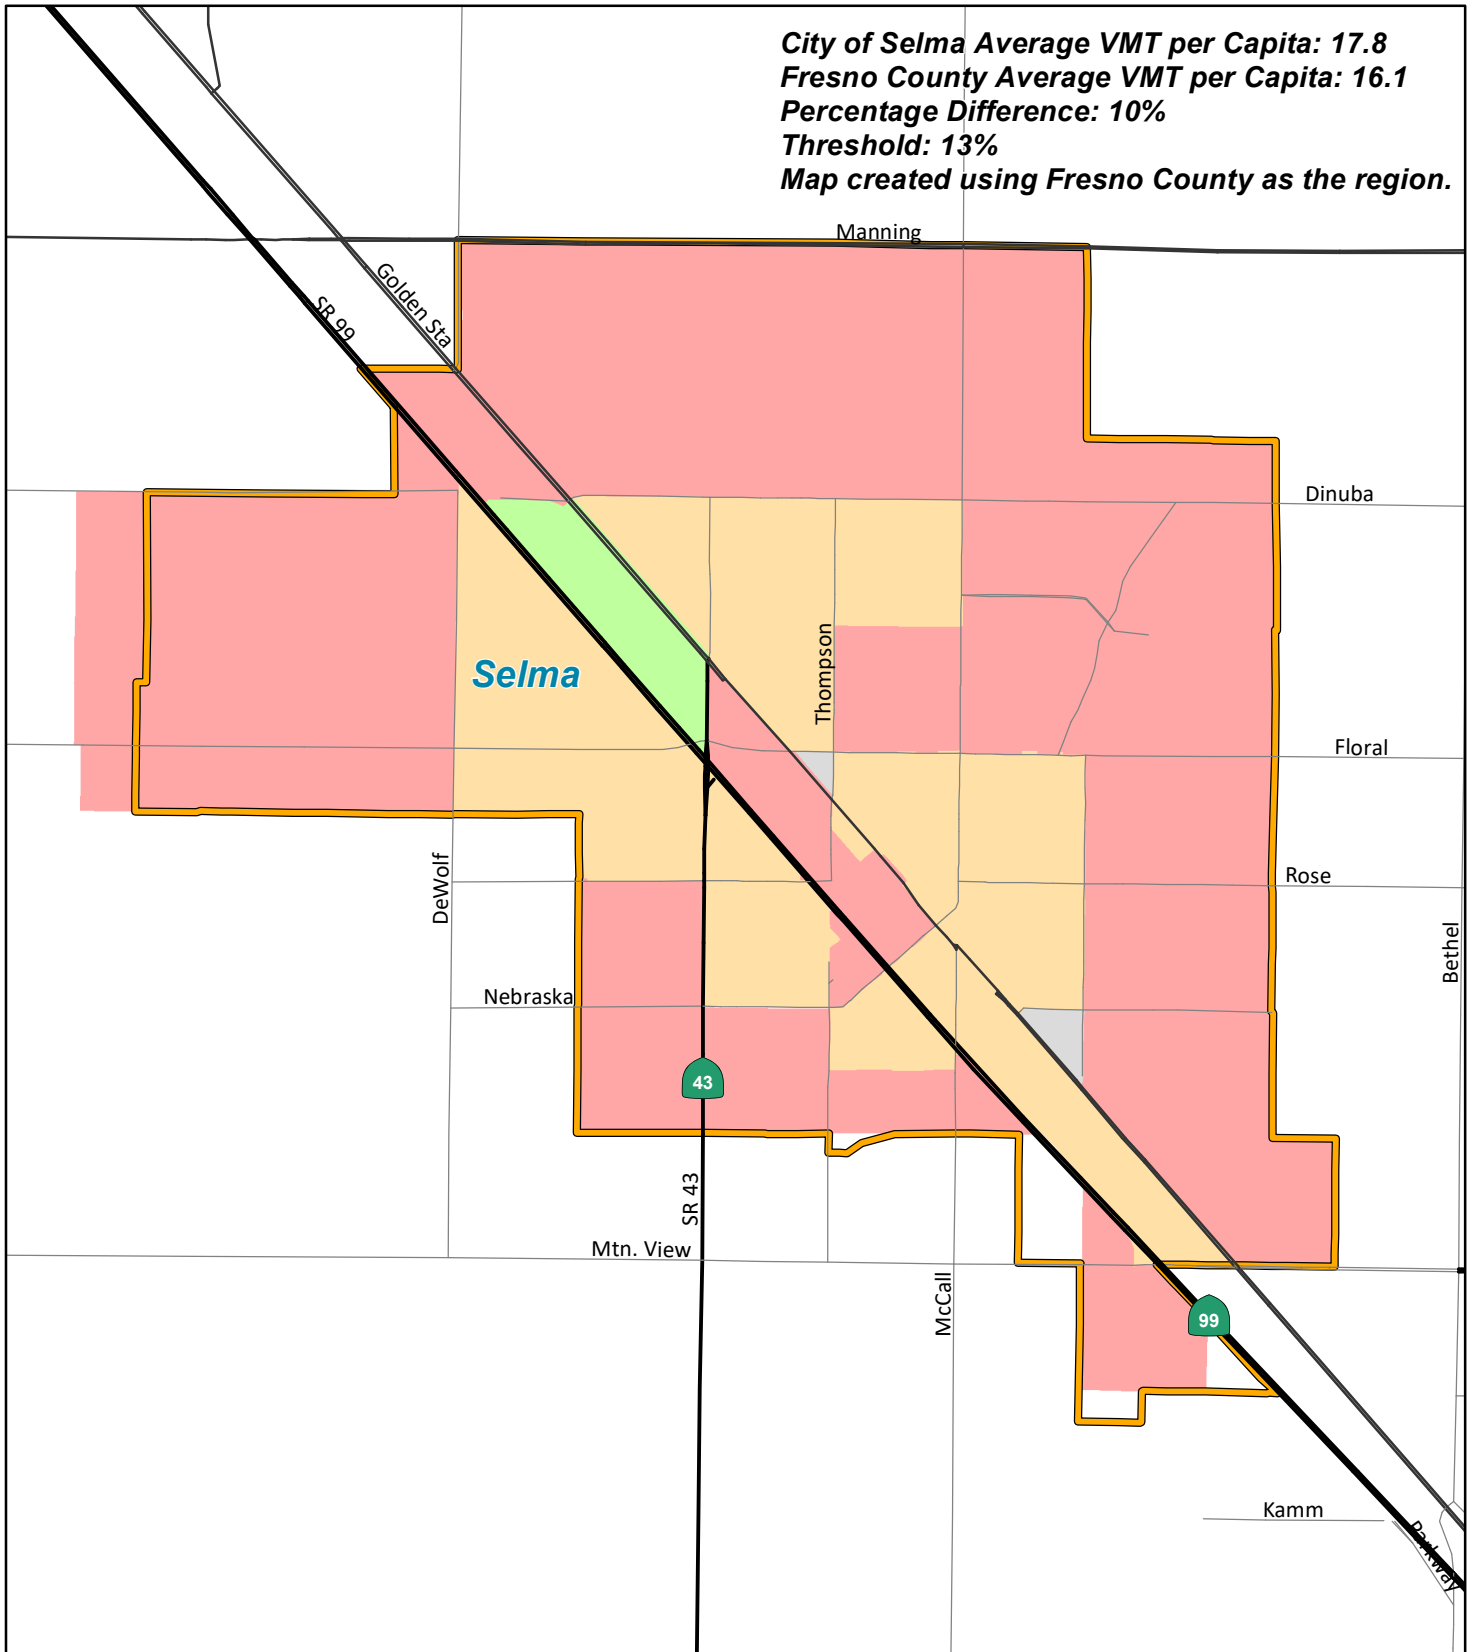 City of Selma Average VMT per Capita: 17.8
Fresno County Average VMT per Capita: 16.1
Percentage Difference: 10%
Threshold: 13%
Map created using Fresno County as the region.
Manning
Golden Sta
SR 99
Dinuba
Selma
Thompson
Floral
DeWolf
Rose
Bethel
Nebraska
43
SR 43
Mtn. View
McCall
99
Kamm
Parkway